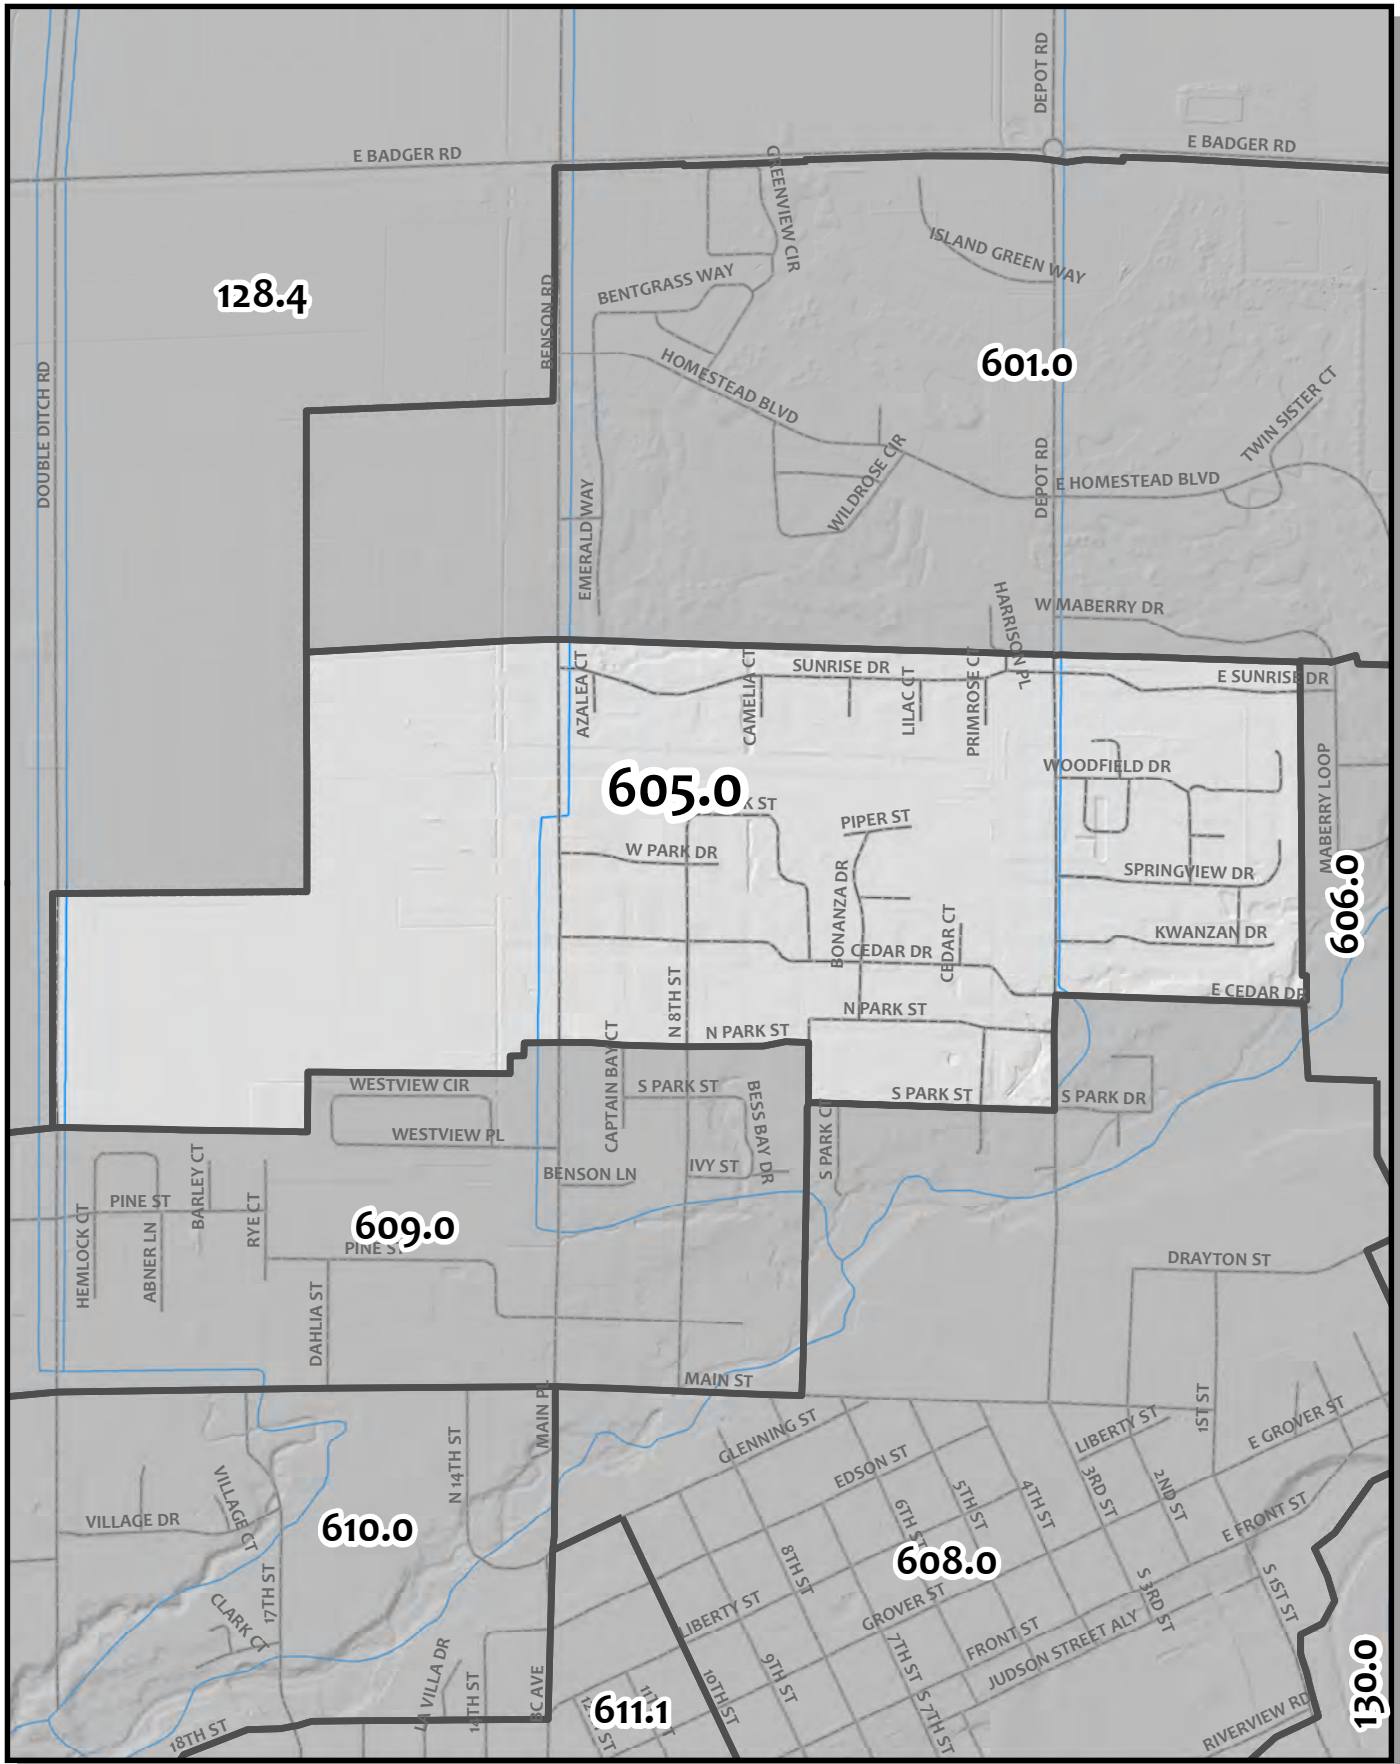 DEPOT RD
E BADGER RD
E BADGER RD
GREENVIEW CIR
ISLAND GREEN WAY
BENTGRASS WAY
128.4
BENSON RD
601.0
HOMESTEAD BLVD
DOUBLE DITCH RD
TWIN SISTER CT
WILDROSE CIR
DEPOT RD
E HOMESTEAD BLVD
EMERALD WAY
HARRISON PL
W MABERRY DR
AZALEA CT
CAMELIA CT
SUNRISE DR
LILAC CT
PRIMROSE CT
E SUNRISE DR
605.0
K ST
WOODFIELD DR
MABERRY LOOP
PIPER ST
W PARK DR
BONANZA DR
SPRINGVIEW DR
606.0
CEDAR DR
CEDAR CT
KWANZAN DR
N 8TH ST
E CEDAR DR
N PARK ST
N PARK ST
CAPTAIN BAY CT
WESTVIEW CIR
S PARK ST
BESS BAY DR
S PARK ST
S PARK DR
S PARK CT
WESTVIEW PL
BENSON LN
IVY ST
HEMLOCK CT
PINE ST
ABNER LN
BARLEY CT
RYE CT
609.0
PINE ST
DRAYTON ST
DAHLIA ST
MAIN ST
MAIN PL
N 14TH ST
GLENNING ST
LIBERTY ST
1ST ST
E GROVER ST
EDSON ST
VILLAGE CT
VILLAGE DR
610.0
6TH ST
5TH ST
4TH ST
3RD ST
2ND ST
E FRONT ST
8TH ST
608.0
17TH ST
CLARK CT
LIBERTY ST
GROVER ST
S 3RD ST
S 1ST ST
FRONT ST
JUDSON STREET ALY
7TH ST
9TH ST
10TH ST
S 7TH ST
LA VILLA DR
14TH ST
BC AVE
611.1
RIVERVIEW RD
130.0
18TH ST